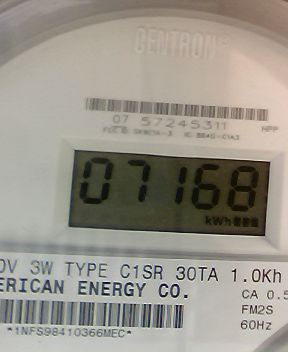 CENTRON®
07 57245311
07168
kWh
0V 3W TYPE C1SR 30TA 1.0Kh
ERICAN ENERGY CO.
CA 0.5
FM2S
*1NFS98410366MEC*
60Hz